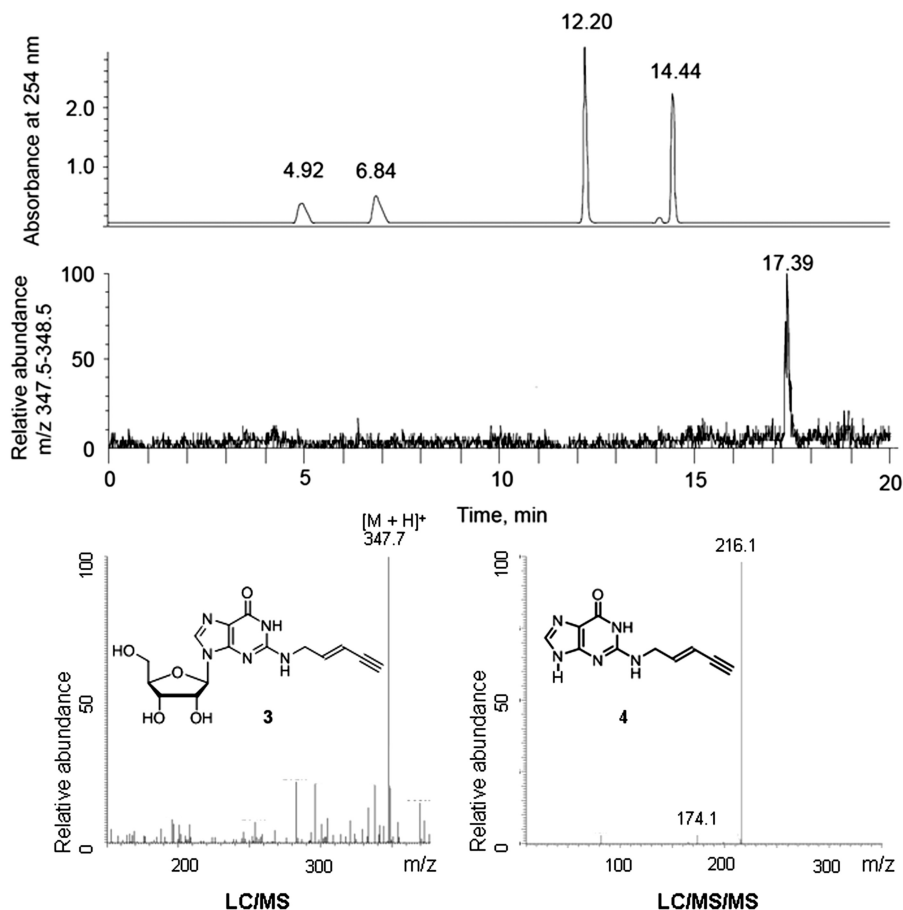 12.20
14.44
4.92
6.84
Absorbance at 254 nm
2.0
1.0
17.39
Relative abundance
m/z 347.5-348.5
100
50
0
0
5
10
15
20
Time, min
[M + H]⁺
347.7
Relative abundance
100
50
0
O
N
NH
N
N
N
H
HO
O
HO
OH
3
200
300
m/z
LC/MS
216.1
Relative abundance
100
50
0
O
N
NH
N
H
N
N
H
4
174.1
100
200
300
m/z
LC/MS/MS